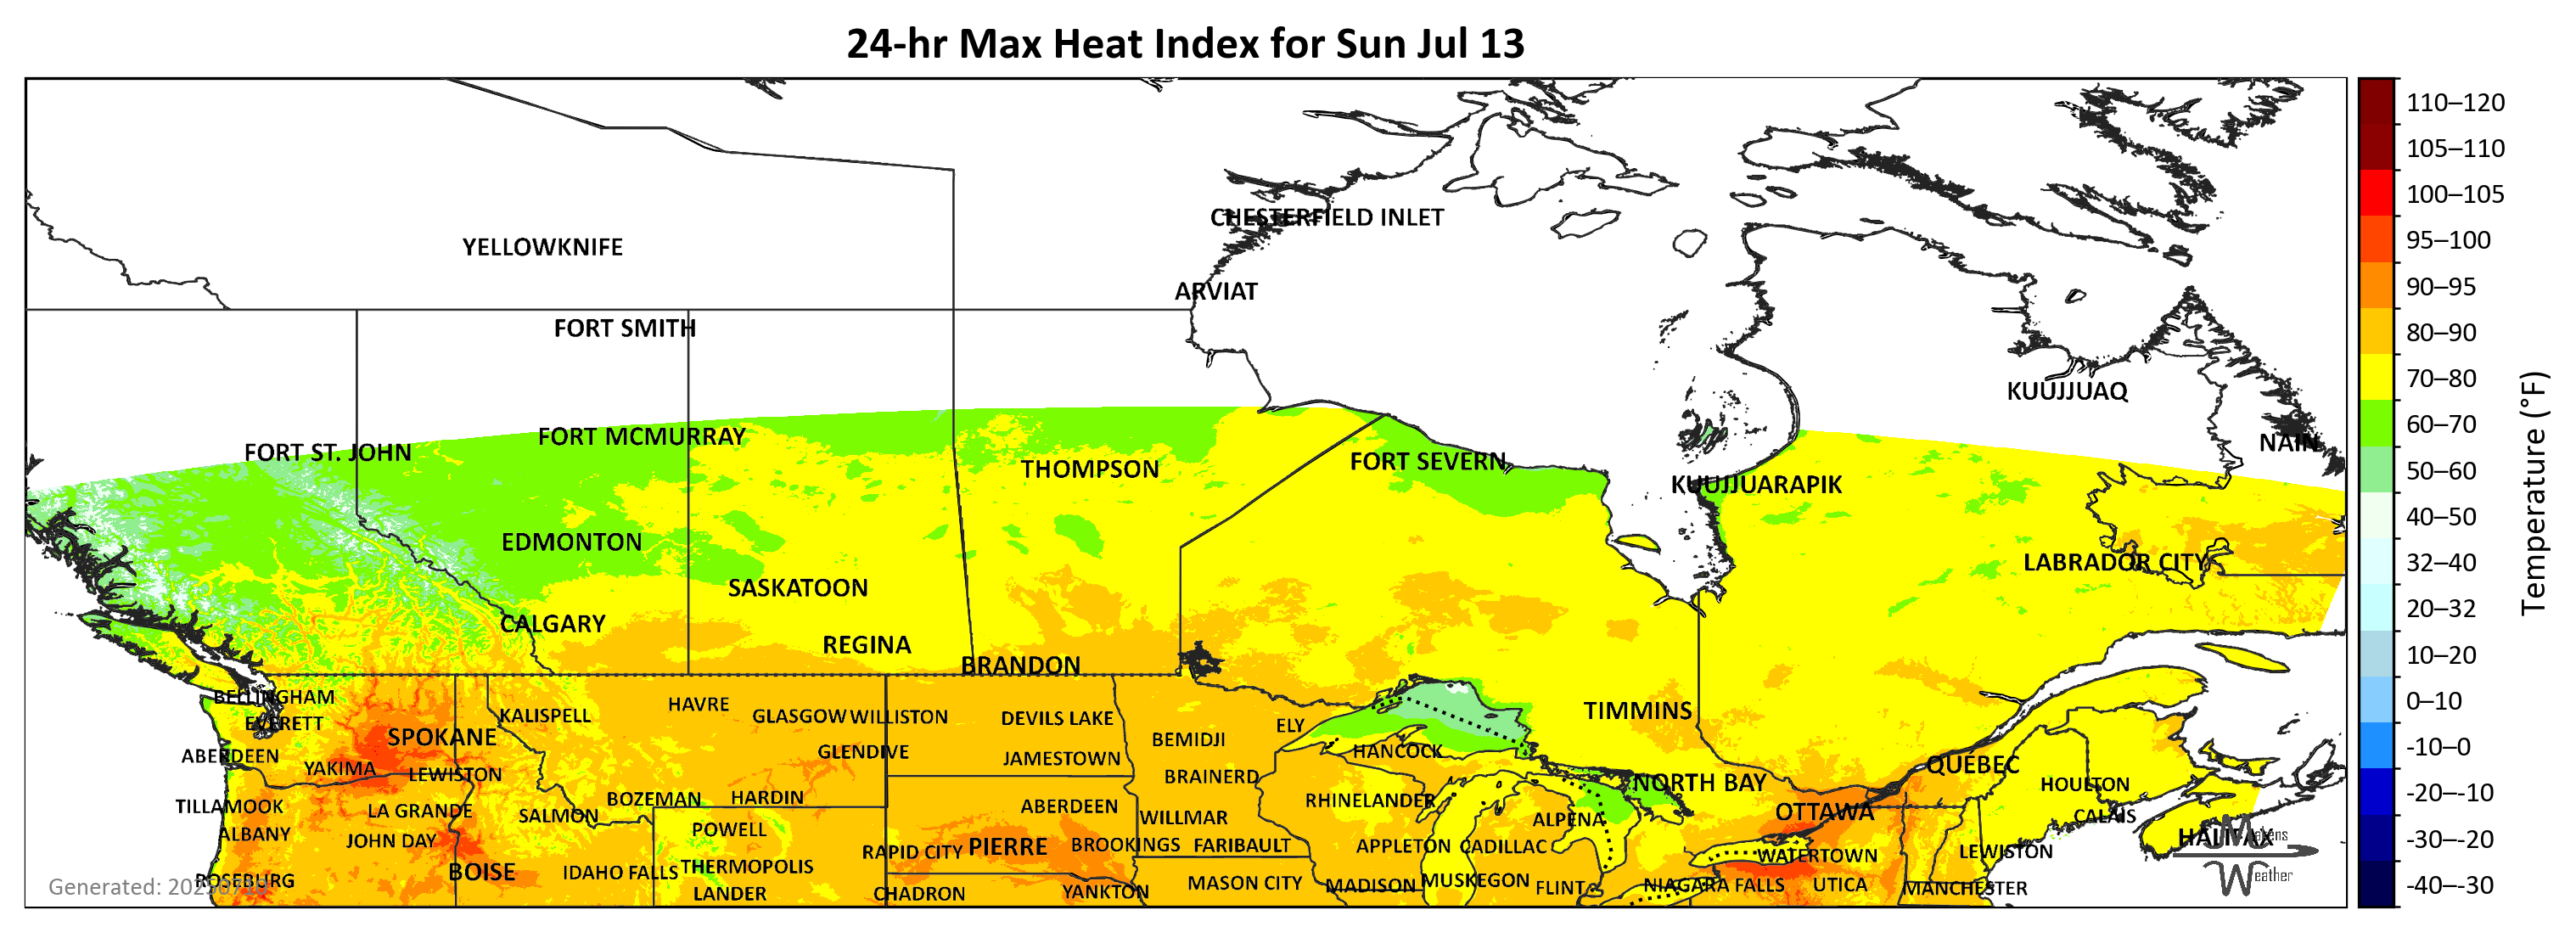 24-hr Max Heat Index for Sun Jul 13
110–120
105–110
100–105
95–100
90–95
80–90
70–80
60–70
50–60
40–50
32–40
20–32
10–20
0–10
-10–0
-20–-10
-30–-20
-40–-30
Temperature (°F)
CHESTERFIELD INLET
YELLOWKNIFE
ARVIAT
FORT SMITH
KUUJJUAQ
FORT MCMURRAY
NAIN
FORT ST. JOHN
THOMPSON
FORT SEVERN
KUUJJUARAPIK
EDMONTON
LABRADOR CITY
SASKATOON
CALGARY
REGINA
BRANDON
BELLINGHAM
HAVRE
KALISPELL
GLASGOW
WILLISTON
DEVILS LAKE
TIMMINS
EVERETT
ELY
SPOKANE
BEMIDJI
ABERDEEN
GLENDIVE
JAMESTOWN
HANCOCK
QUEBEC
YAKIMA
LEWISTON
BRAINERD
NORTH BAY
HOULTON
TILLAMOOK
LA GRANDE
SALMON
BOZEMAN
HARDIN
ABERDEEN
RHINELANDER
OTTAWA
CALAIS
ALBANY
JOHN DAY
POWELL
WILLMAR
ALPENA
HALIFAX
Makens
Weather
RAPID CITY
PIERRE
BROOKINGS
FARIBAULT
APPLETON
CADILLAC
WATERTOWN
LEWISTON
ROSEBURG
BOISE
IDAHO FALLS
THERMOPOLIS
LANDER
CHADRON
YANKTON
MASON CITY
MADISON
MUSKEGON
FLINT
NIAGARA FALLS
UTICA
MANCHESTER
Generated: